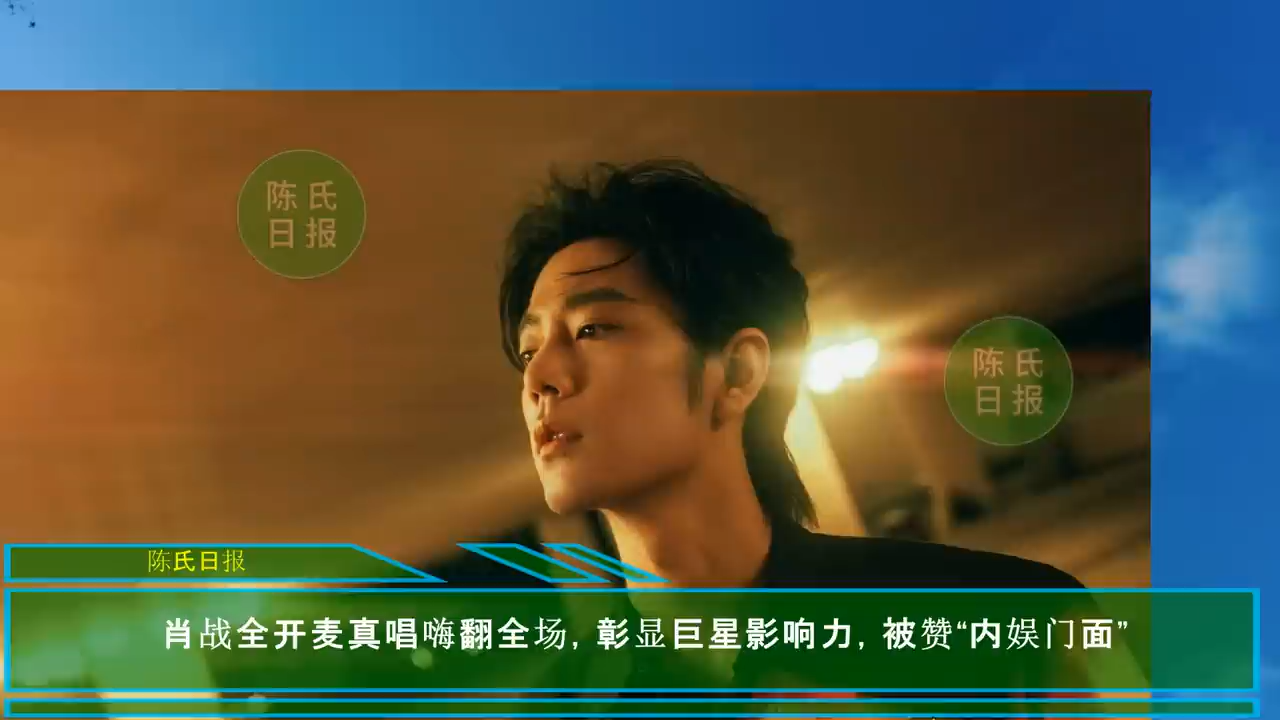 陈氏
日报
陈氏
日报
陈氏日报
肖战全开麦真唱嗨翻全场，彰显巨星影响力，被赞“内娱门面”